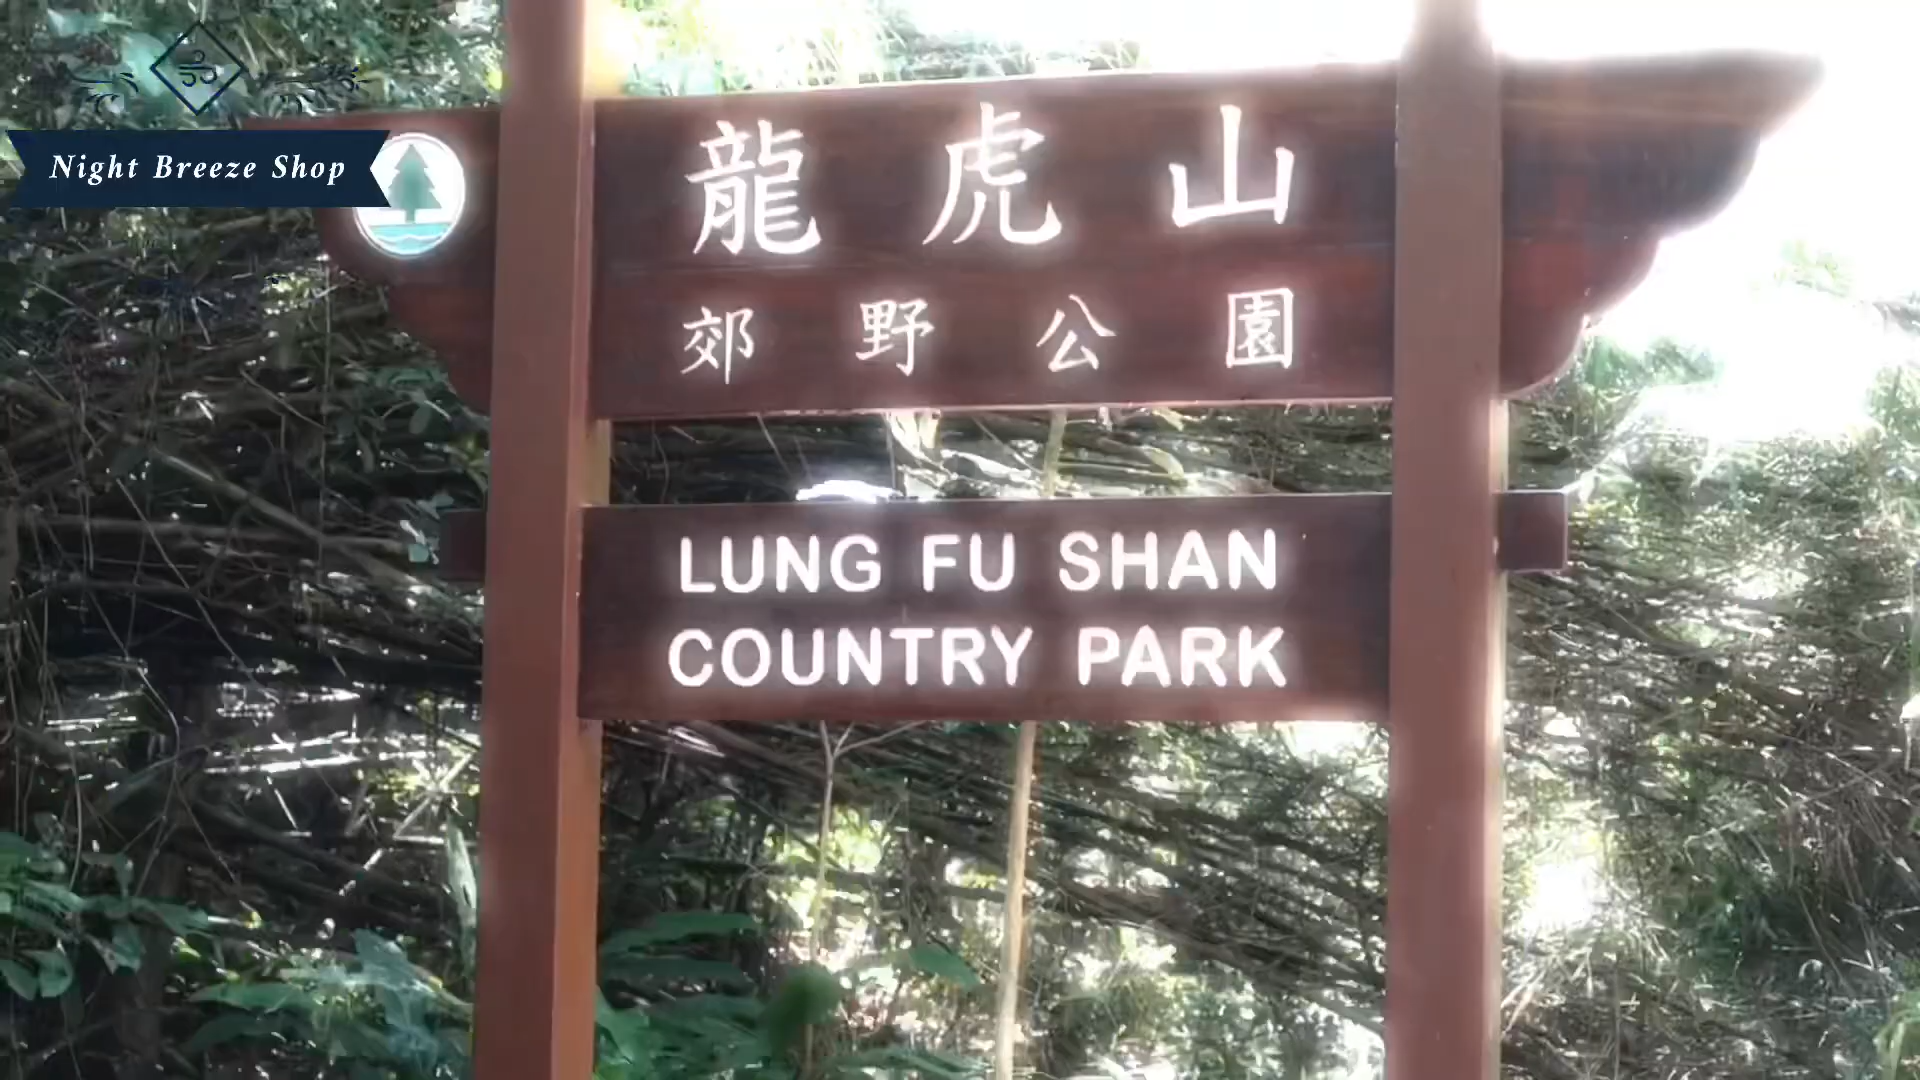 Night Breeze Shop
龍虎山
郊野公園
LUNG FU SHAN
COUNTRY PARK